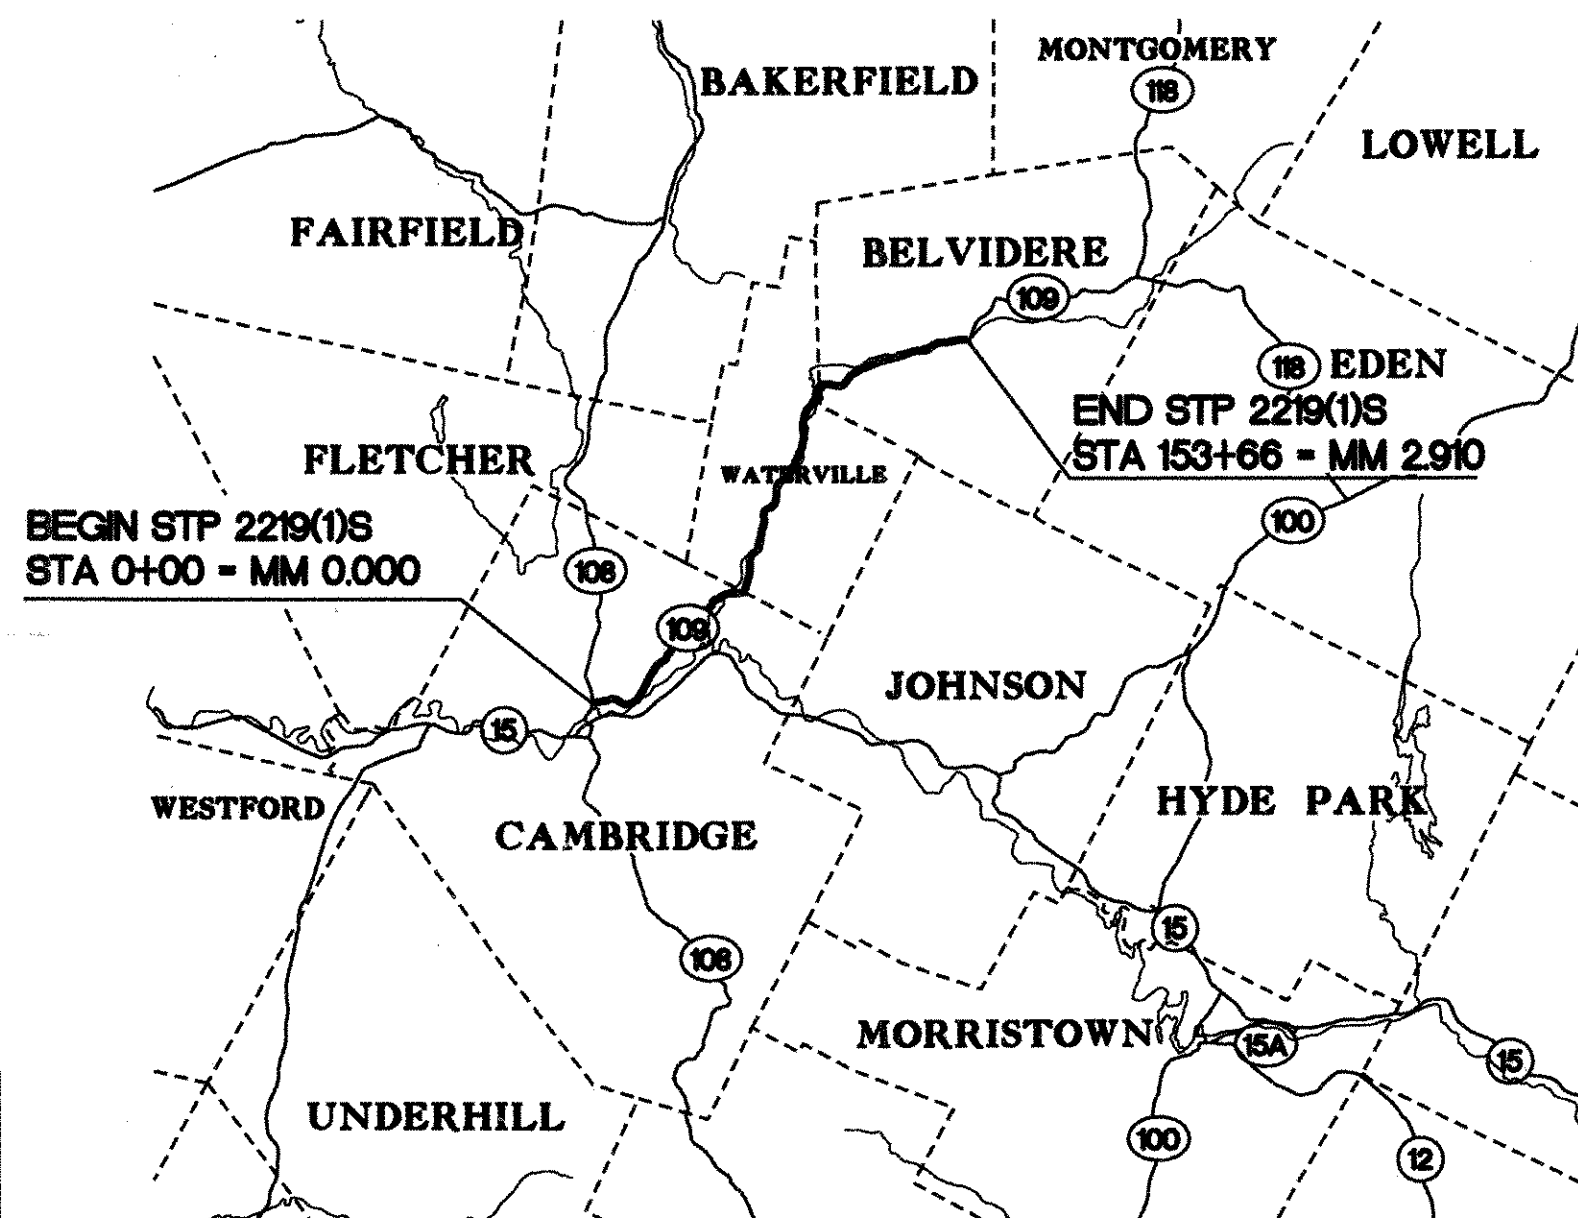 MONTGOMERY
BAKERFIELD
118
LOWELL
FAIRFIELD
BELVIDERE
109
118 EDEN
END STP 2219(1)S
STA 153+66 = MM 2.910
FLETCHER
WATERVILLE
BEGIN STP 2219(1)S
STA 0+00 = MM 0.000
100
108
109
JOHNSON
15
HYDE PARK
WESTFORD
CAMBRIDGE
15
108
MORRISTOWN
15A
15
UNDERHILL
100
12